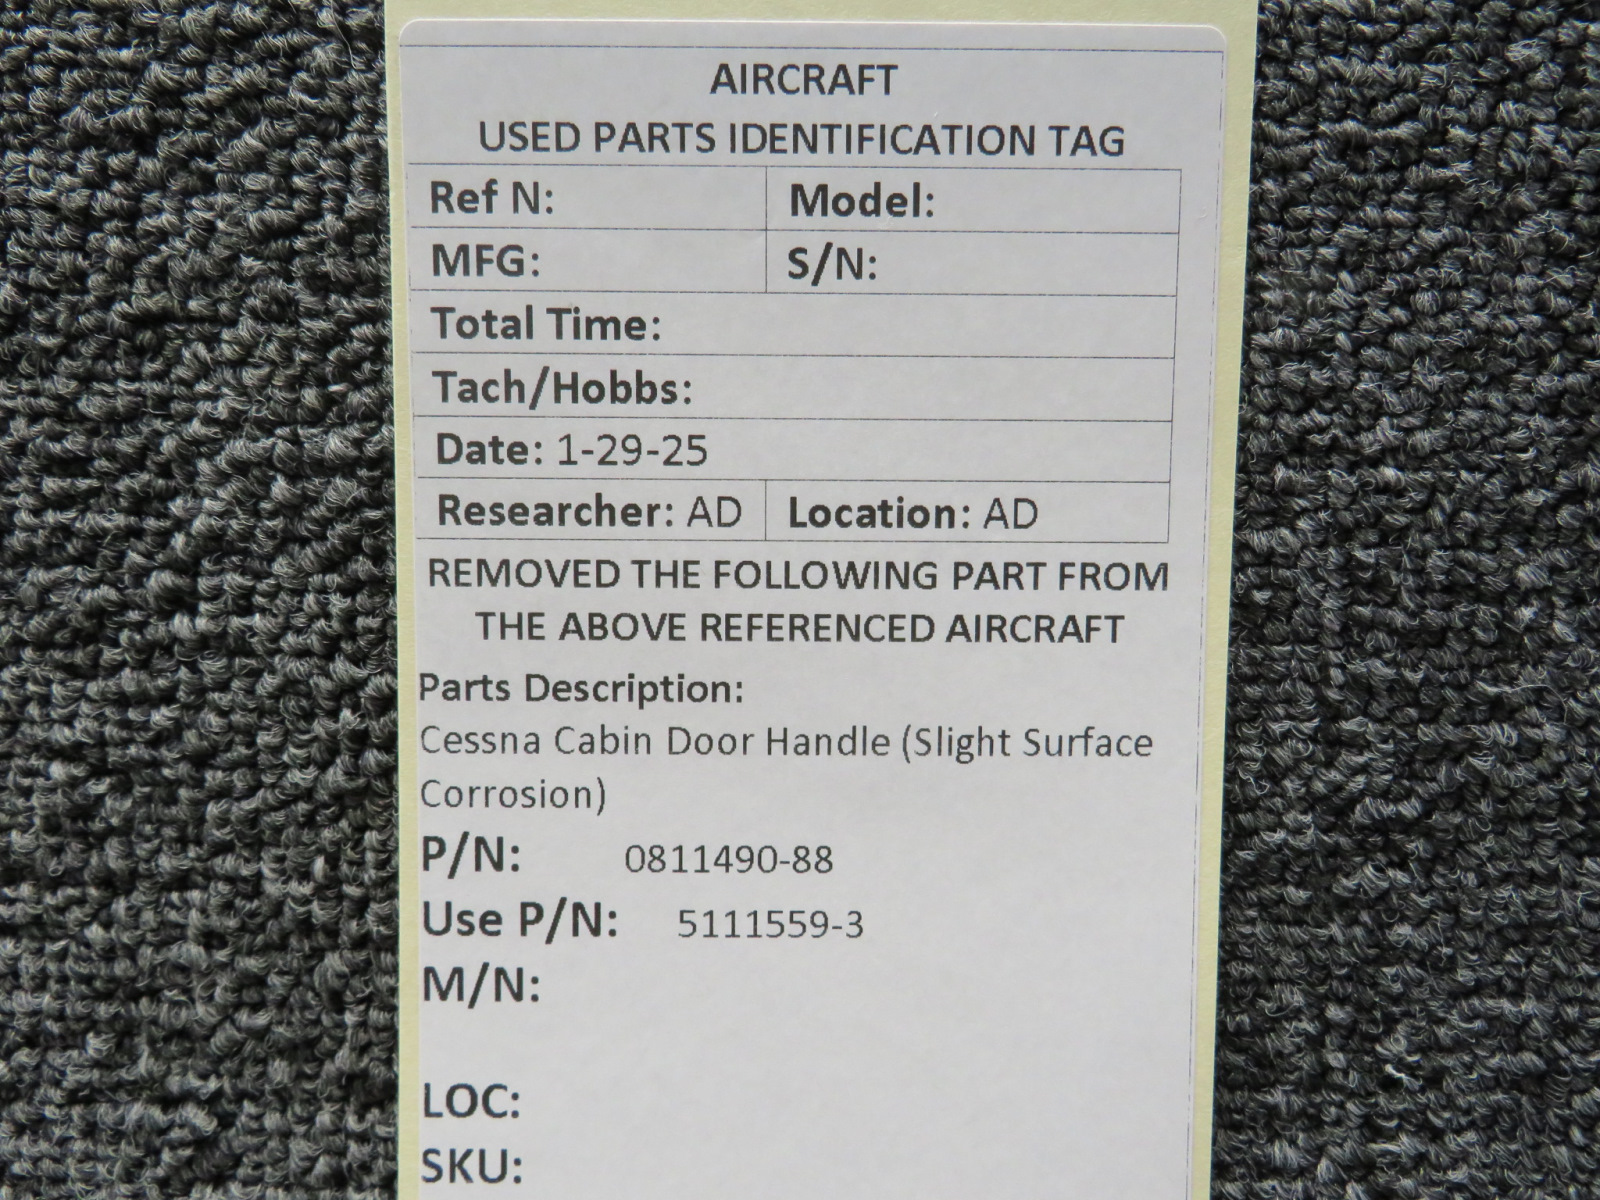 AIRCRAFT
USED PARTS IDENTIFICATION TAG
Ref N: Model:
MFG: S/N:
Total Time:
Tach/Hobbs:
Date: 1-29-25
Researcher: AD Location: AD
REMOVED THE FOLLOWING PART FROM
THE ABOVE REFERENCED AIRCRAFT
Parts Description:
Cessna Cabin Door Handle (Slight Surface
Corrosion)
P/N: 0811490-88
Use P/N: 5111559-3
M/N:
LOC:
SKU: